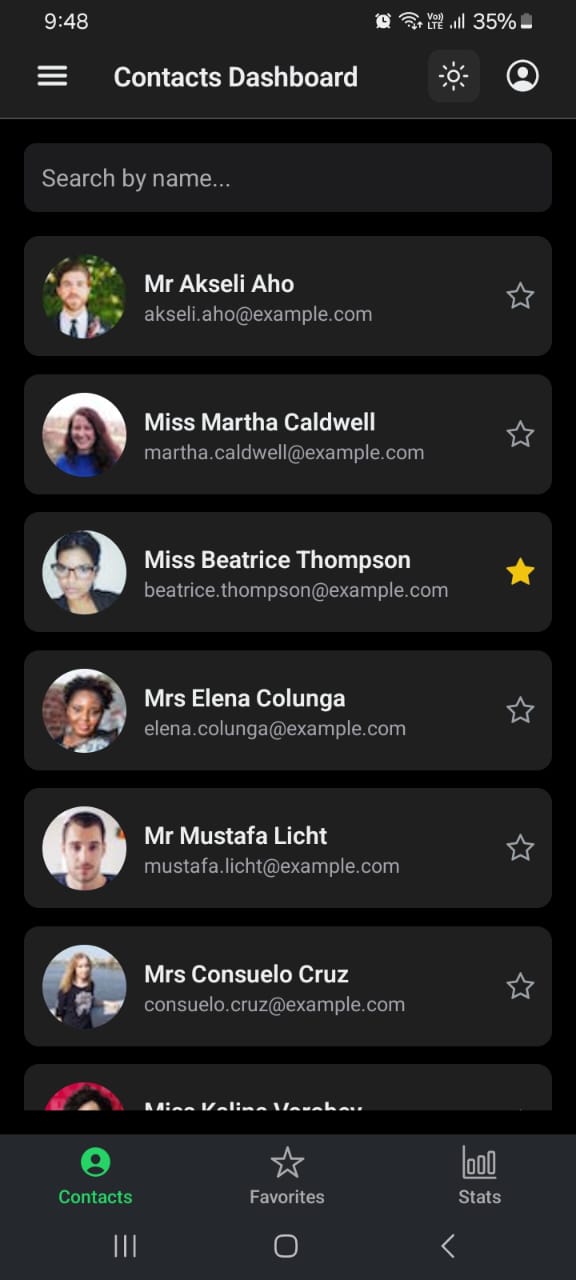 9:48
Vo))
LTE
35%
Contacts Dashboard
Search by name...
Mr Akseli Aho
akseli.aho@example.com
Miss Martha Caldwell
martha.caldwell@example.com
Miss Beatrice Thompson
beatrice.thompson@example.com
Mrs Elena Colunga
elena.colunga@example.com
Mr Mustafa Licht
mustafa.licht@example.com
Mrs Consuelo Cruz
consuelo.cruz@example.com
Miss
Contacts
Favorites
Stats